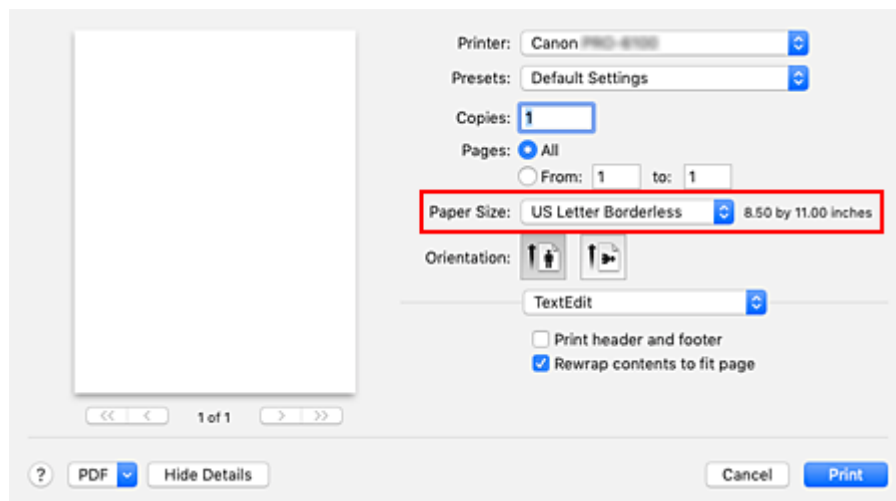 Printer: Canon
Presets: Default Settings
Copies: 1
Pages: All
From: 1 to: 1
Paper Size: US Letter Borderless 8.50 by 11.00 inches
Orientation:
TextEdit
Print header and footer
Rewrap contents to fit page
<< < 1 of 1 > >>
? PDF Hide Details Cancel Print